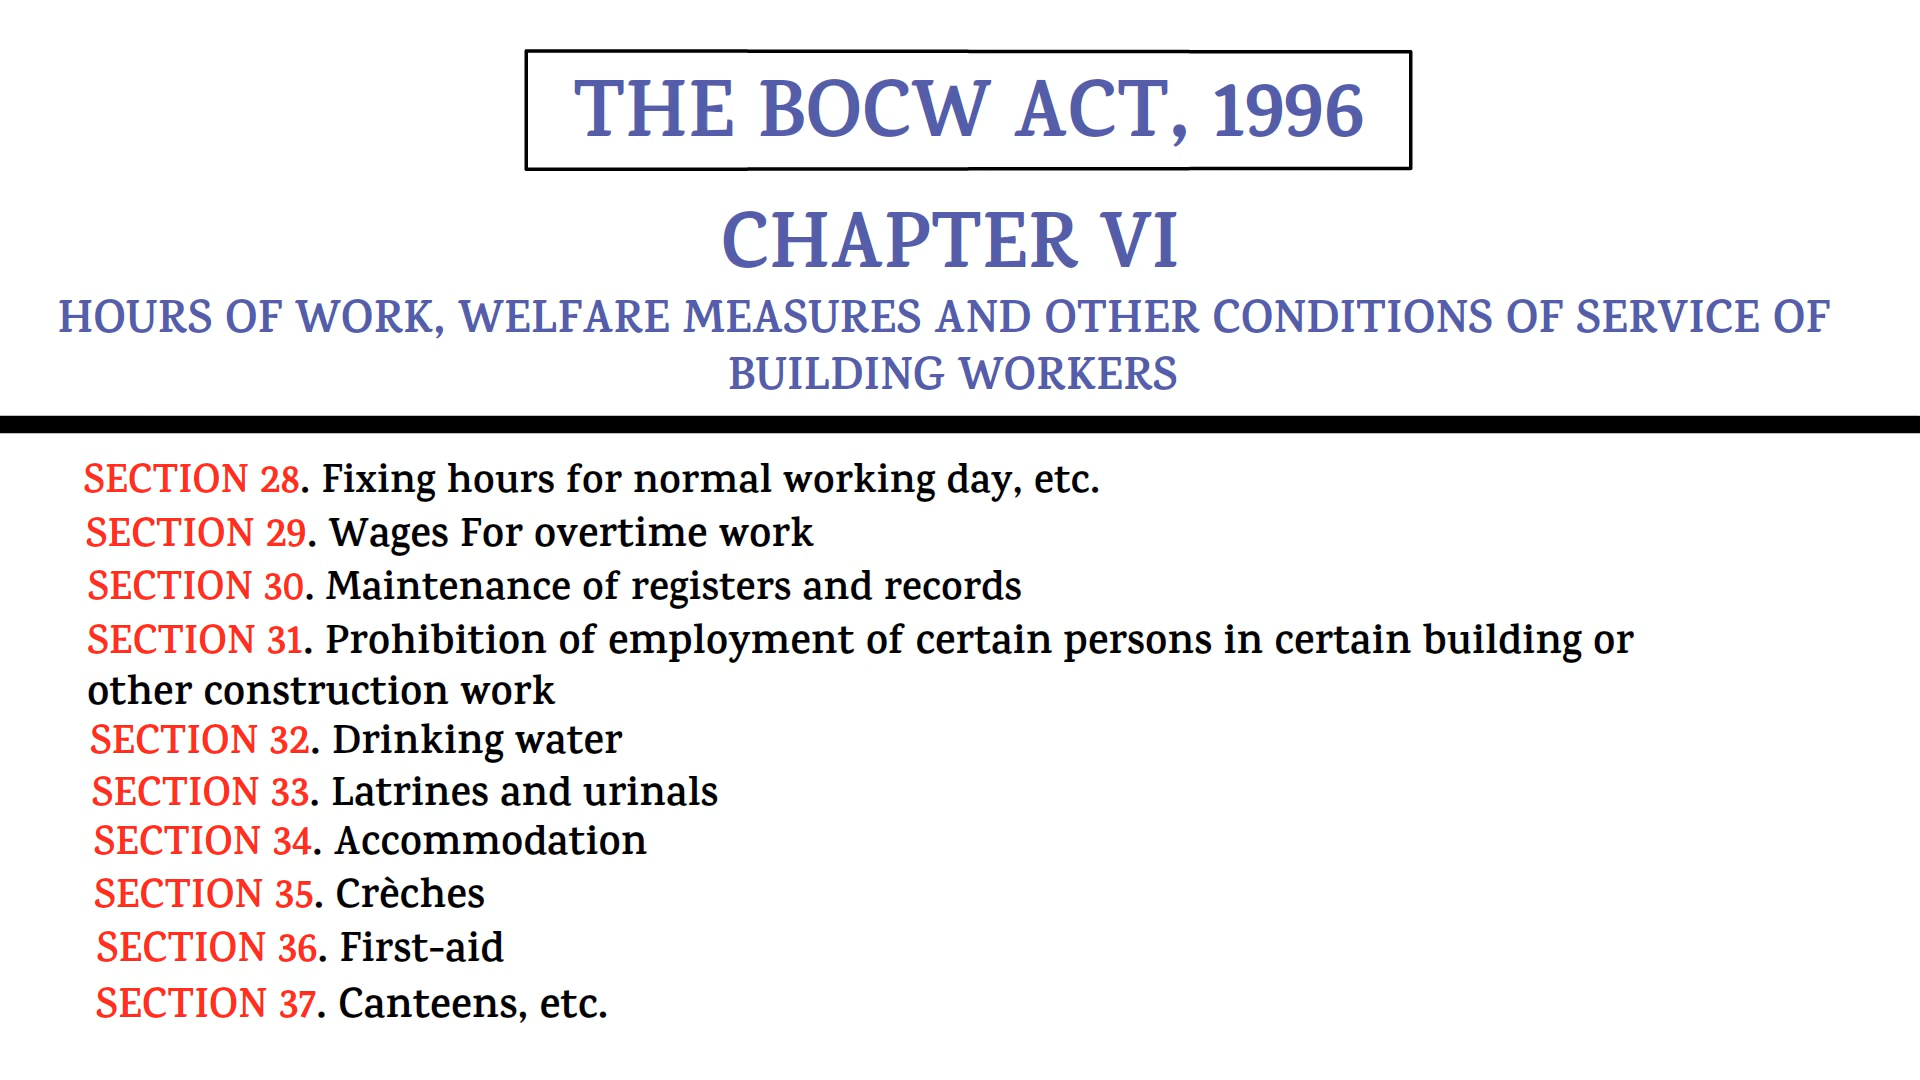 THE BOCW ACT, 1996
CHAPTER VI
HOURS OF WORK, WELFARE MEASURES AND OTHER CONDITIONS OF SERVICE OF
BUILDING WORKERS
SECTION 28. Fixing hours for normal working day, etc.
SECTION 29. Wages For overtime work
SECTION 30. Maintenance of registers and records
SECTION 31. Prohibition of employment of certain persons in certain building or
other construction work
SECTION 32. Drinking water
SECTION 33. Latrines and urinals
SECTION 34. Accommodation
SECTION 35. Crèches
SECTION 36. First-aid
SECTION 37. Canteens, etc.